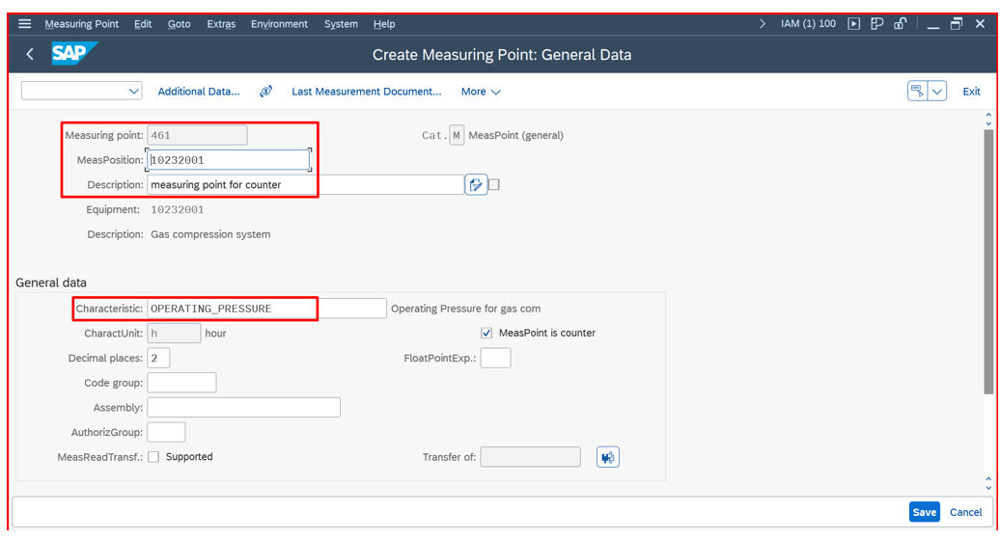 Measuring Point Edit Goto Extras Environment System Help IAM (1) 100
SAP Create Measuring Point: General Data
Additional Data... Last Measurement Document... More Exit
Measuring point: 461 Cat. M MeasPoint (general)
MeasPosition: 10232001
Description: measuring point for counter
Equipment: 10232001
Description: Gas compression system
General data
Characteristic: OPERATING_PRESSURE Operating Pressure for gas com
CharactUnit: h hour MeasPoint is counter
Decimal places: 2 FloatPointExp.:
Code group:
Assembly:
AuthorizGroup:
MeasReadTransf.: Supported Transfer of:
Save Cancel